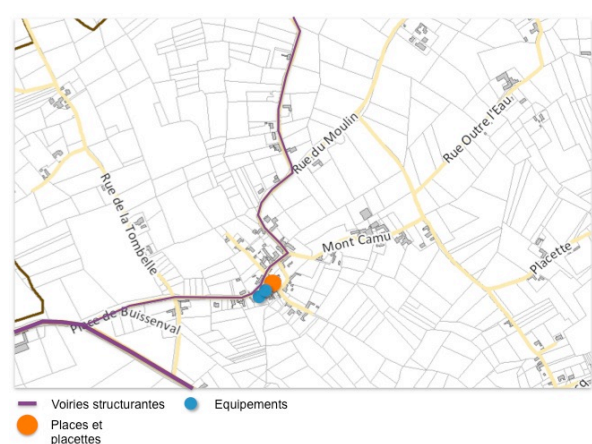 Rue du Moulin
Rue Outre l'Eau
Rue de la Tombelle
Mont Camu
Placette
Place de Buissenval
Voiries structurantes
Equipements
Places et
placettes